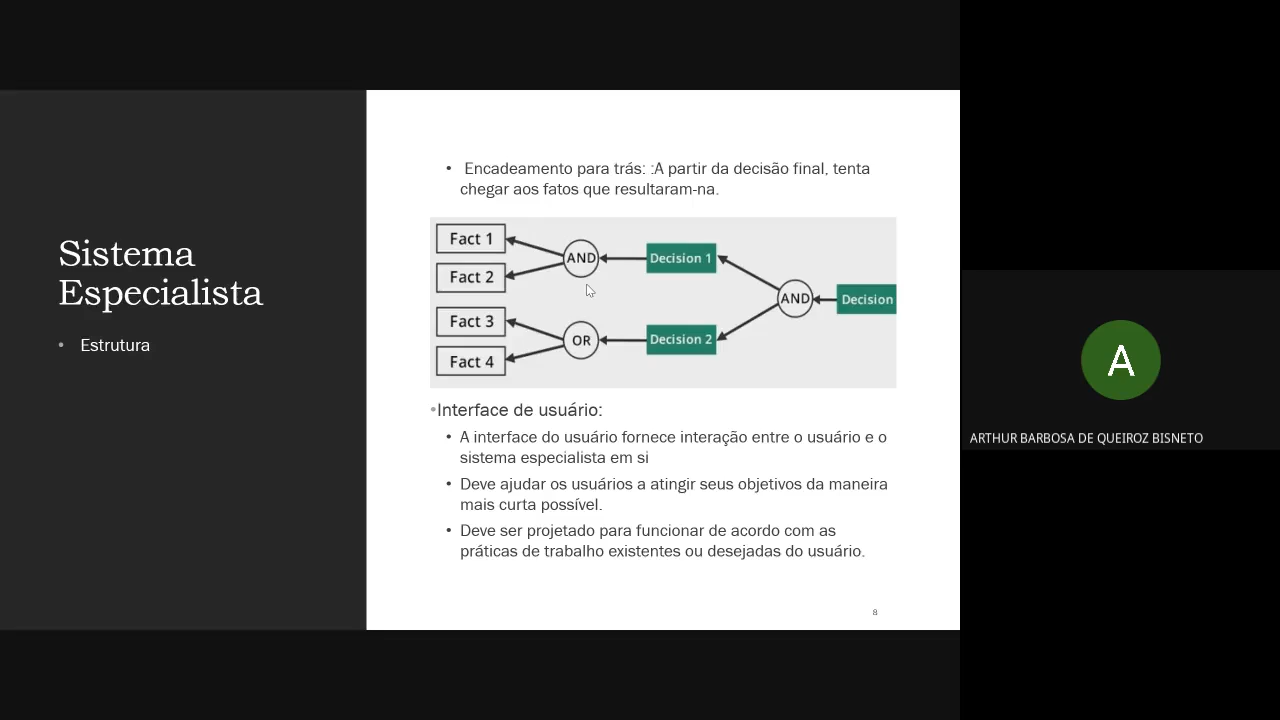 Sistema
Especialista
• Estrutura
• Encadeamento para trás: :A partir da decisão final, tenta
chegar aos fatos que resultaram-na.
Fact 1
Fact 2
Fact 3
Fact 4
AND
OR
Decision 1
Decision 2
AND
Decision
•Interface de usuário:
• A interface do usuário fornece interação entre o usuário e o
sistema especialista em si
• Deve ajudar os usuários a atingir seus objetivos da maneira
mais curta possível.
• Deve ser projetado para funcionar de acordo com as
práticas de trabalho existentes ou desejadas do usuário.
8
A
ARTHUR BARBOSA DE QUEIROZ BISNETO